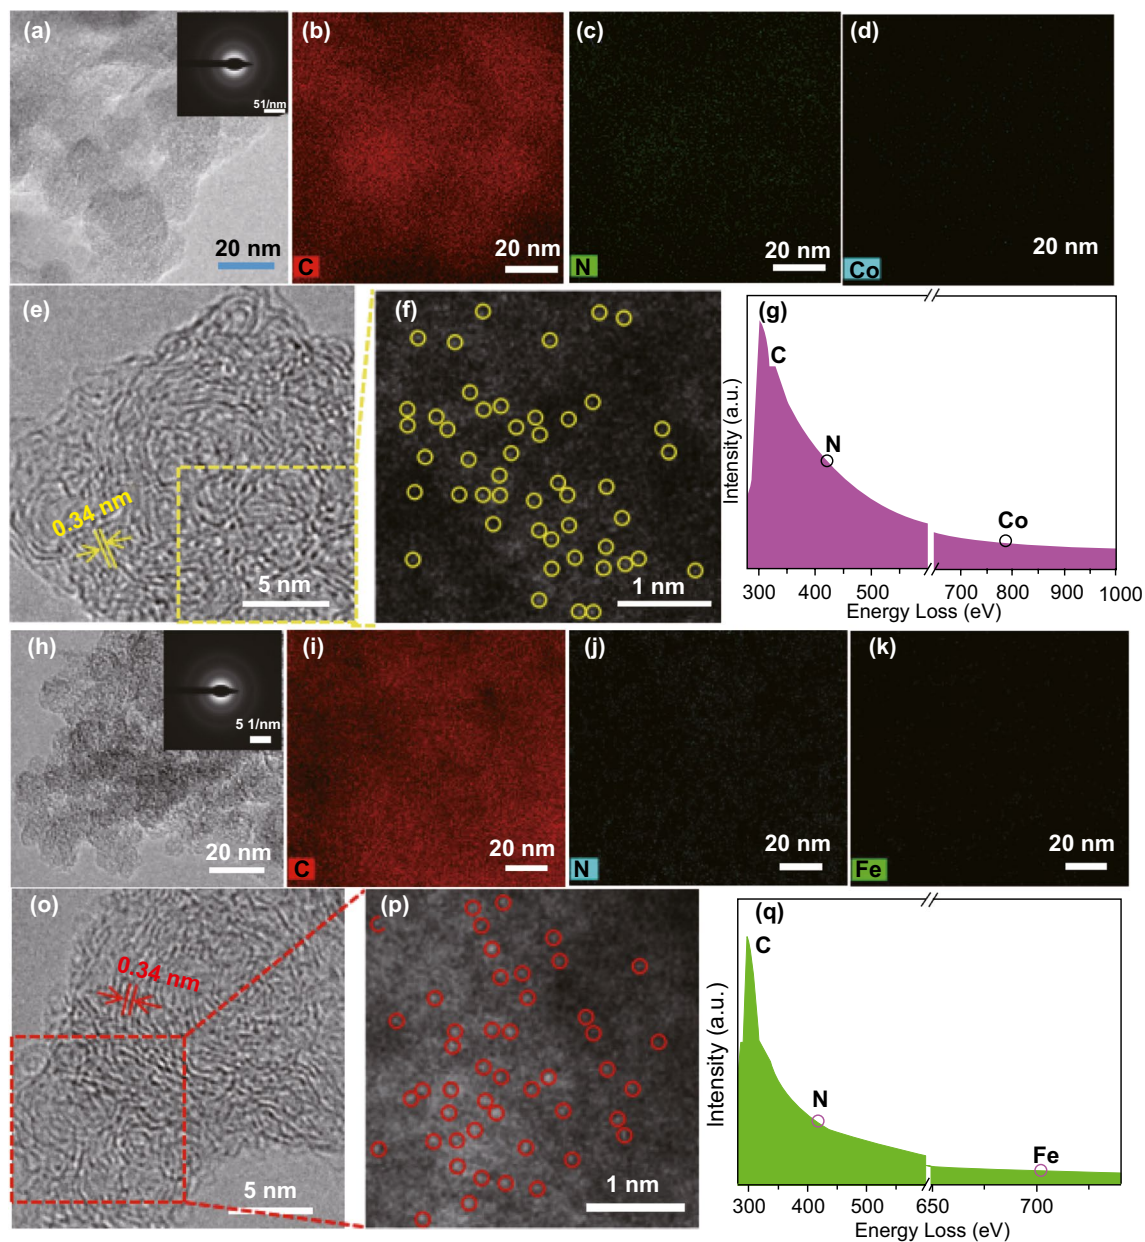 (a)
51/nm
20 nm
(b)
C
20 nm
(c)
N
20 nm
(d)
Co
20 nm
(e)
0.34 nm
5 nm
(f)
1 nm
(g)
C
N
Co
Intensity (a.u.)
300 400 500 700 800 900 1000
Energy Loss (eV)
(h)
5 1/nm
20 nm
(i)
C
20 nm
(j)
N
20 nm
(k)
Fe
20 nm
(o)
0.34 nm
5 nm
(p)
1 nm
(q)
C
N
Fe
Intensity (a.u.)
300 400 500 650 700
Energy Loss (eV)